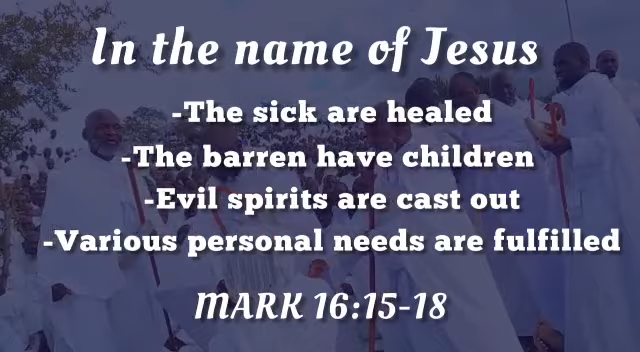 In the name of Jesus
-The sick are healed
-The barren have children
-Evil spirits are cast out
-Various personal needs are fulfilled
MARK 16:15-18